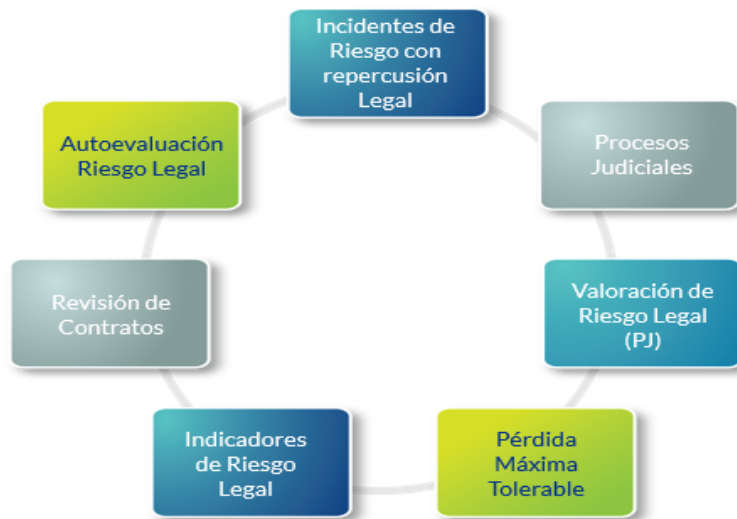 Incidentes de
Riesgo con
repercusión
Legal
Procesos
Judiciales
Valoración de
Riesgo Legal
(PJ)
Pérdida
Máxima
Tolerable
Indicadores
de Riesgo
Legal
Revisión de
Contratos
Autoevaluación
Riesgo Legal